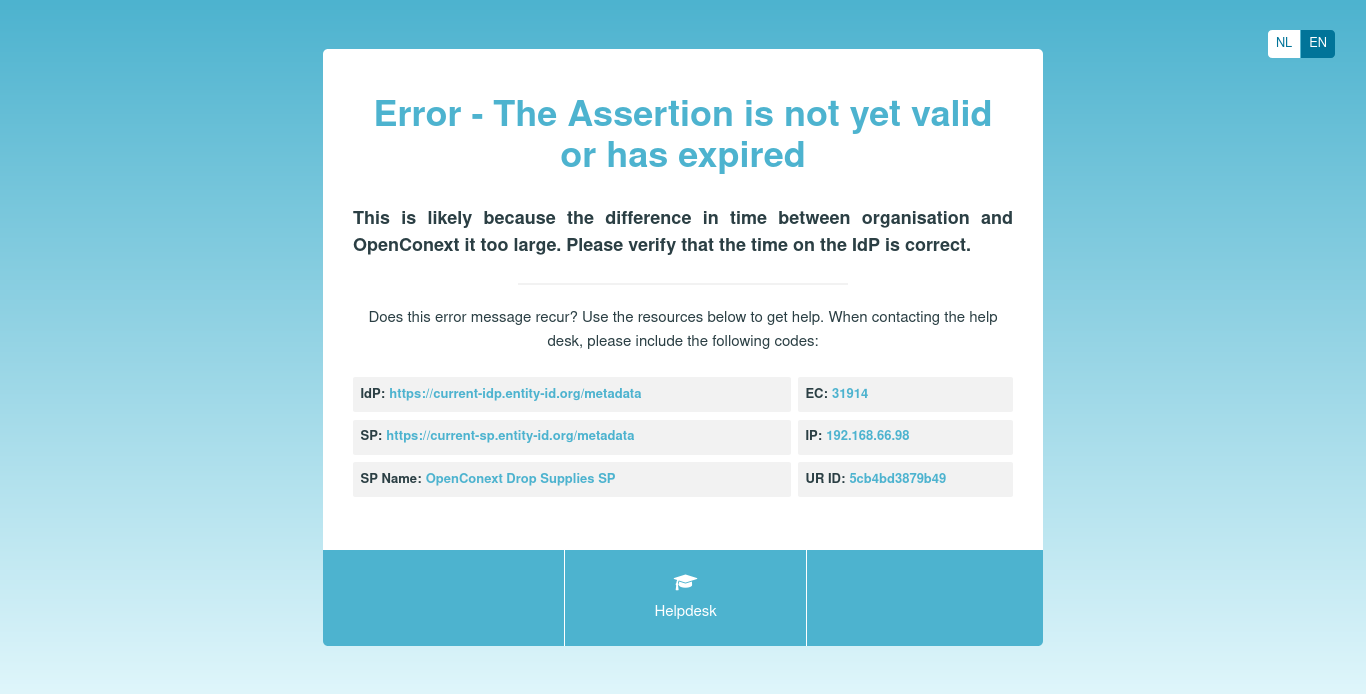 NL EN
Error - The Assertion is not yet valid
or has expired
This is likely because the difference in time between organisation and
OpenConext it too large. Please verify that the time on the IdP is correct.
Does this error message recur? Use the resources below to get help. When contacting the help
desk, please include the following codes:
IdP: https://current-idp.entity-id.org/metadata
EC: 31914
SP: https://current-sp.entity-id.org/metadata
IP: 192.168.66.98
SP Name: OpenConext Drop Supplies SP
UR ID: 5cb4bd3879b49
Helpdesk